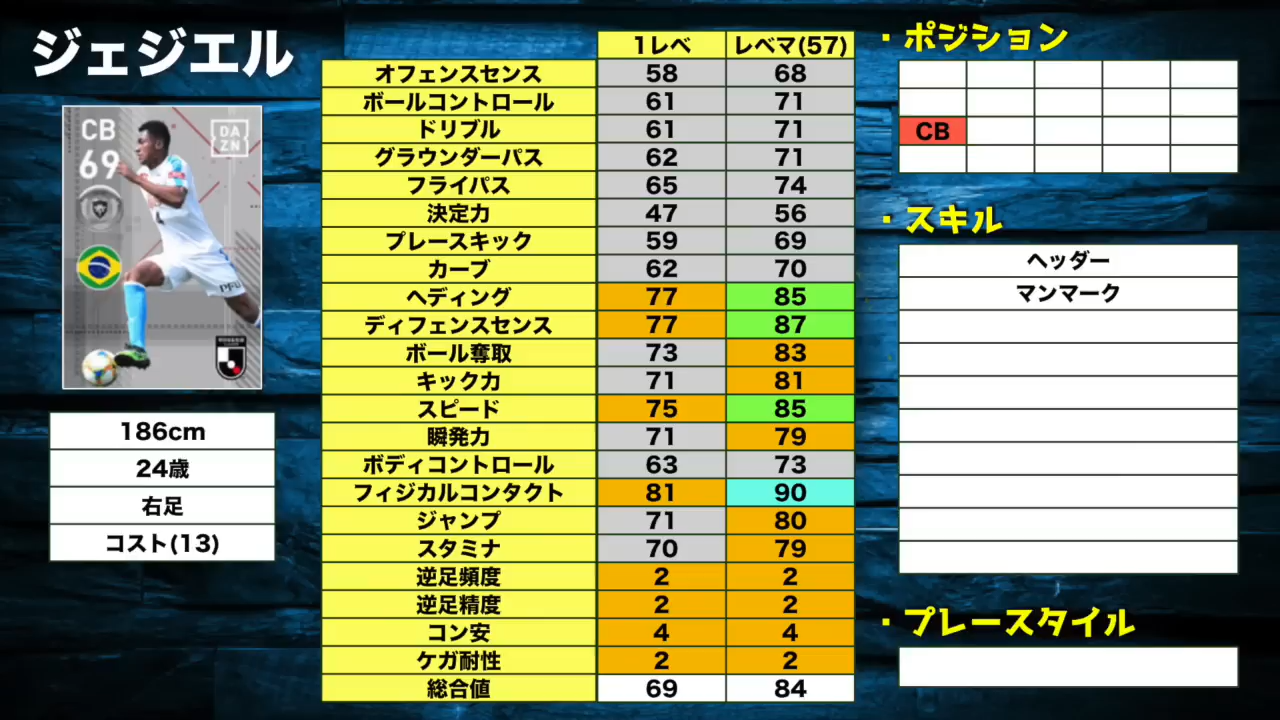 ジェジエル
CB
69
DA
ZN
PFU
186cm
24歳
右足
コスト(13)
1レベ レベマ(57)
オフェンスセンス 58 68
ボールコントロール 61 71
ドリブル 61 71
グラウンダーパス 62 71
フライパス 65 74
決定力 47 56
プレースキック 59 69
カーブ 62 70
ヘディング 77 85
ディフェンスセンス 77 87
ボール奪取 73 83
キック力 71 81
スピード 75 85
瞬発力 71 79
ボディコントロール 63 73
フィジカルコンタクト 81 90
ジャンプ 71 80
スタミナ 70 79
逆足頻度 2 2
逆足精度 2 2
コン安 4 4
ケガ耐性 2 2
総合値 69 84
・ポジション
CB
・スキル
ヘッダー
マンマーク
・プレースタイル